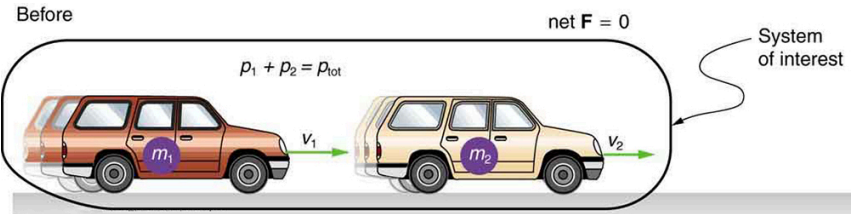 Before
net F = 0
System
of interest
p₁ + p₂ = pₜₒₜ
v₁
v₂
m₁
m₂